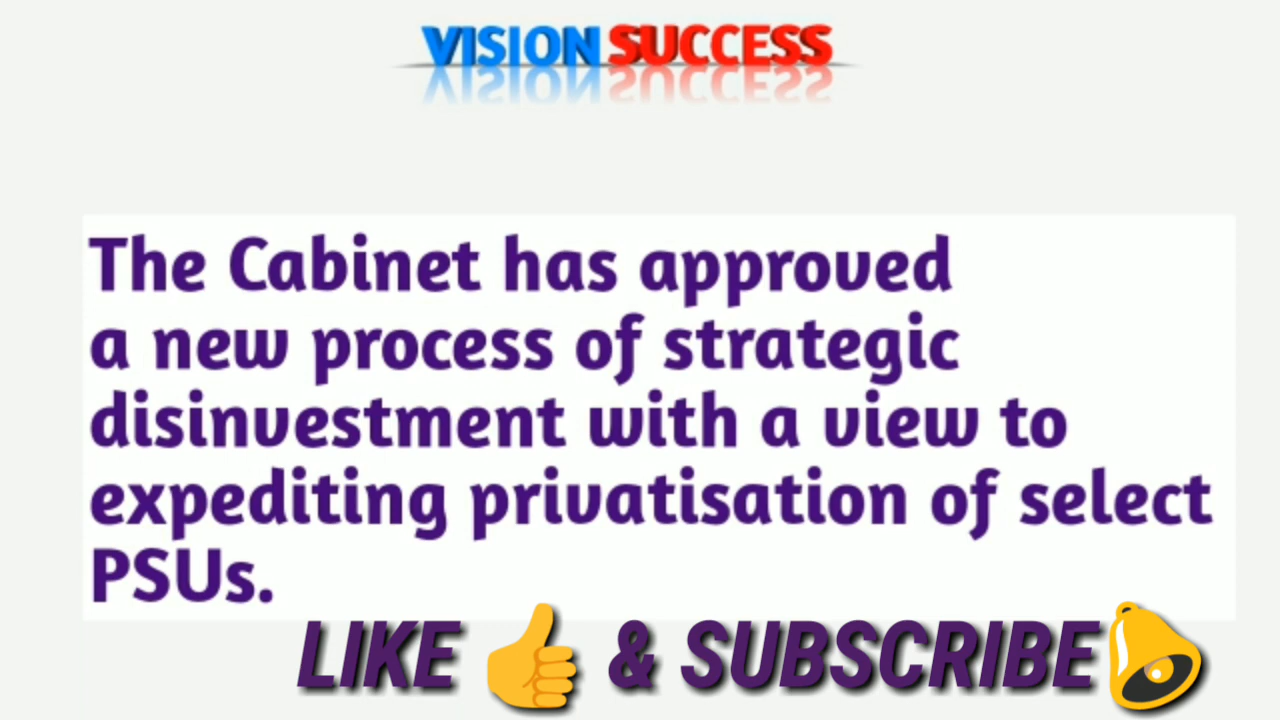 VISION SUCCESS
The Cabinet has approved
a new process of strategic
disinvestment with a view to
expediting privatisation of select
PSUs.
LIKE & SUBSCRIBE